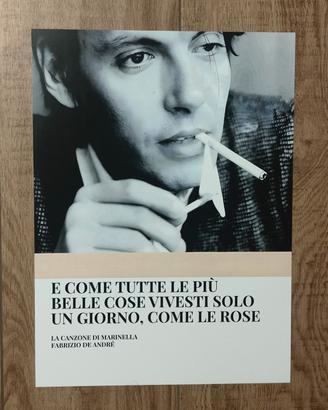 E COME TUTTE LE PIÙ
BELLE COSE VIVESTI SOLO
UN GIORNO, COME LE ROSE
LA CANZONE DI MARINELLA
FABRIZIO DE ANDRÉ